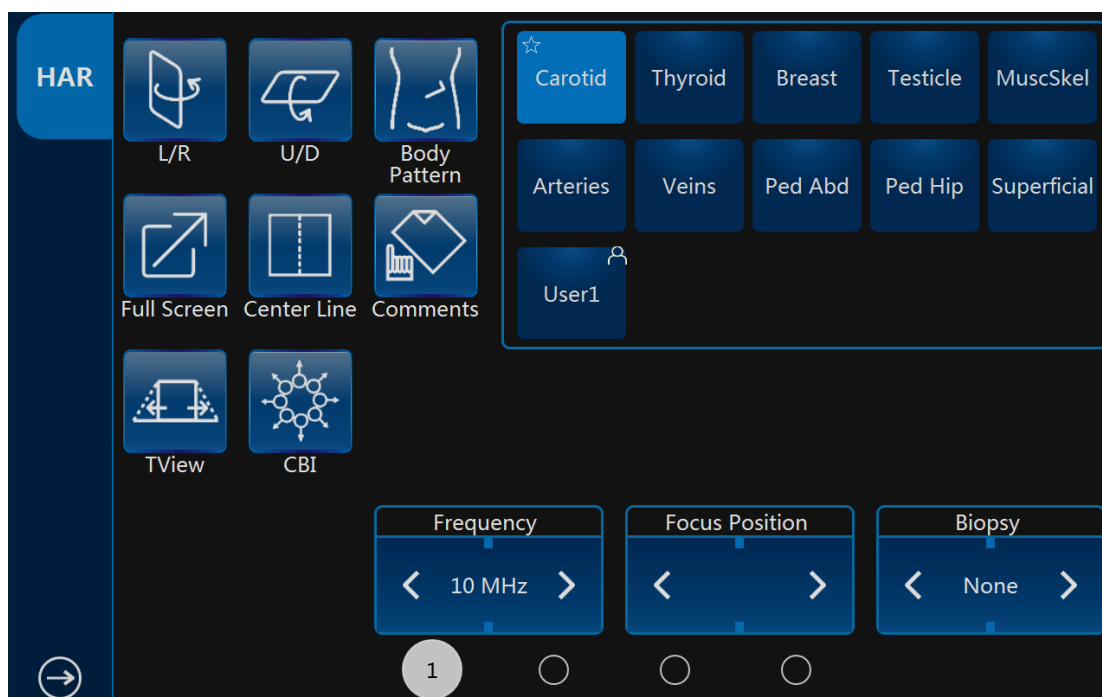 HAR
L/R
U/D
Body
Pattern
Full Screen
Center Line
Comments
TView
CBI
Carotid
Thyroid
Breast
Testicle
MuscSkel
Arteries
Veins
Ped Abd
Ped Hip
Superficial
User1
Frequency
10 MHz
Focus Position
Biopsy
None
1